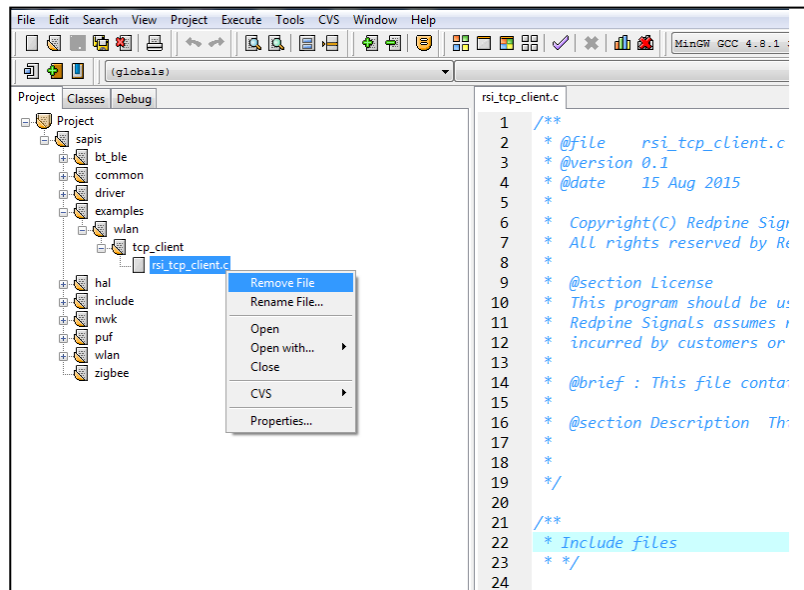 File Edit Search View Project Execute Tools CVS Window Help
MinGW GCC 4.8.1
(globals)
Project Classes Debug
rsi_tcp_client.c
Project
sapis
bt_ble
common
driver
examples
wlan
tcp_client
rsi_tcp_client.c
hal
include
nwk
puf
wlan
zigbee
Remove File
Rename File...
Open
Open with...
Close
CVS
Properties...
1 /**
2 * @file rsi_tcp_client.c
3 * @version 0.1
4 * @date 15 Aug 2015
5 *
6 * Copyright(C) Redpine Sig
7 * All rights reserved by Re
8 *
9 * @section License
10 * This program should be us
11 * Redpine Signals assumes
12 * incurred by customers or
13 *
14 * @brief : This file conta
15 *
16 * @section Description Thi
17 *
18 *
19 */
20
21 /**
22 * Include files
23 * */
24